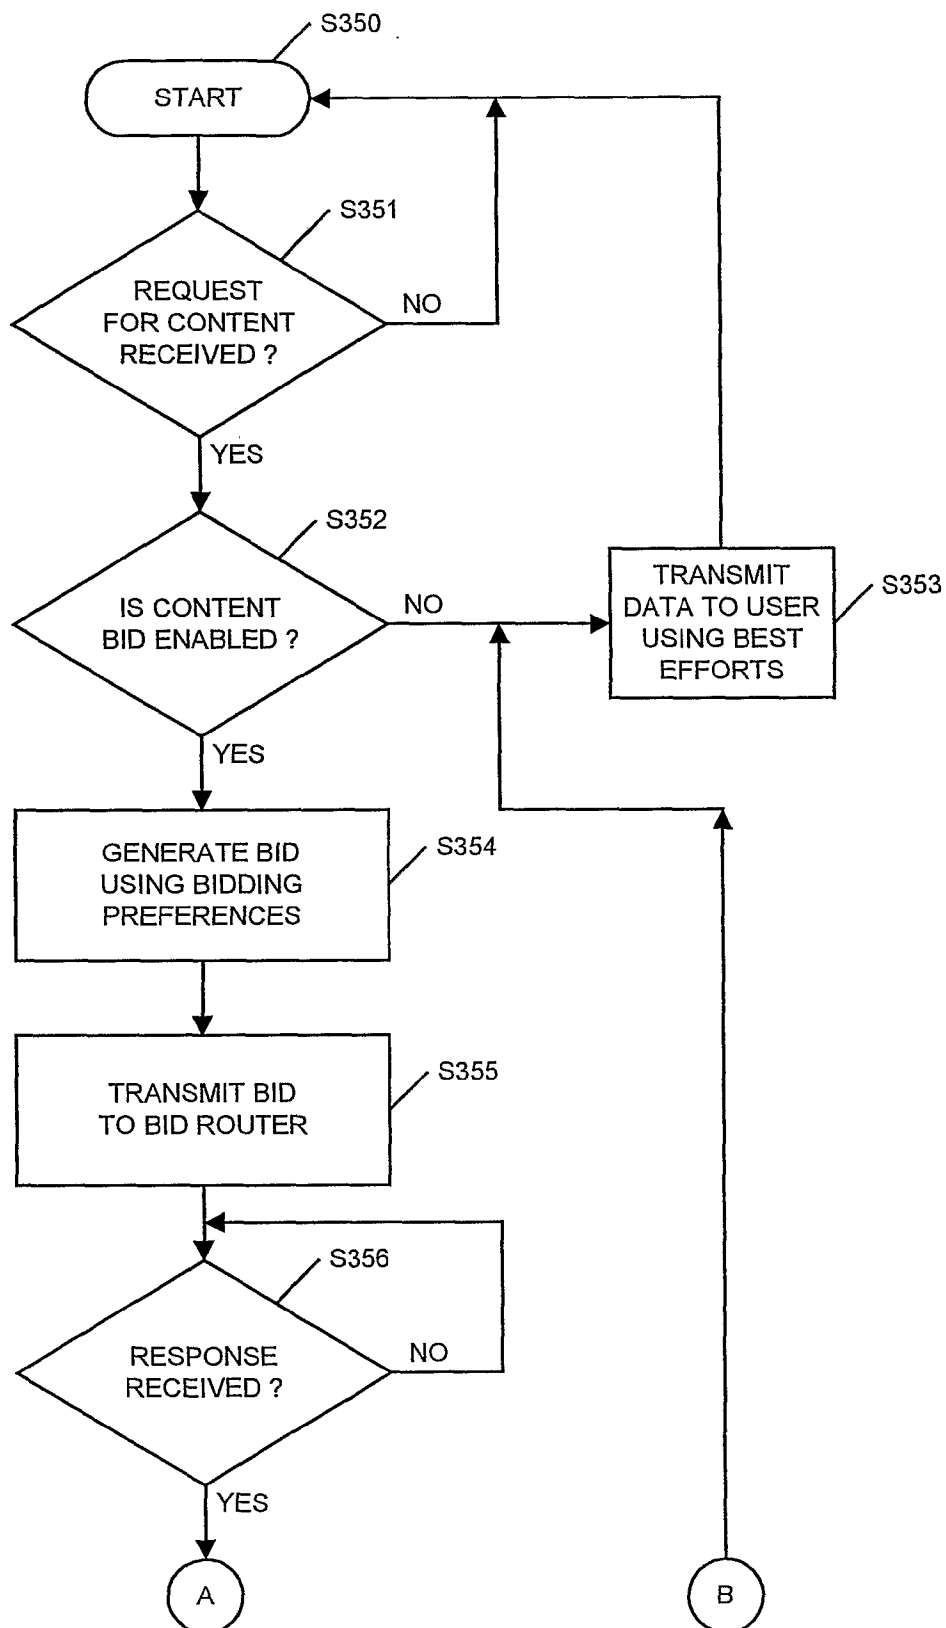 S350
START
S351
REQUEST
FOR CONTENT
RECEIVED ?
NO
YES
S352
IS CONTENT
BID ENABLED ?
NO
TRANSMIT
DATA TO USER
USING BEST
EFFORTS
S353
YES
GENERATE BID
USING BIDDING
PREFERENCES
S354
TRANSMIT BID
TO BID ROUTER
S355
S356
RESPONSE
RECEIVED ?
NO
YES
A
B